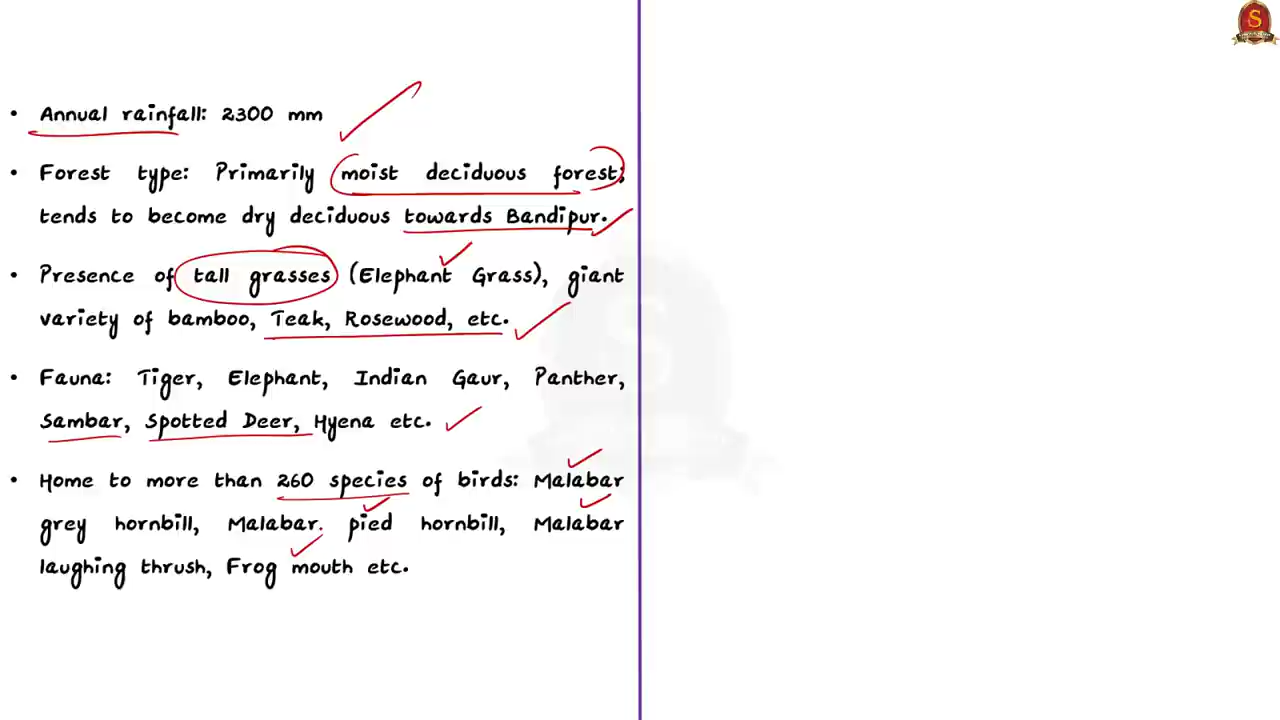 • Annual rainfall: 2300 mm
• Forest type: Primarily moist deciduous forest;
tends to become dry deciduous towards Bandipur.
• Presence of tall grasses (Elephant Grass), giant
variety of bamboo, Teak, Rosewood, etc.
• Fauna: Tiger, Elephant, Indian Gaur, Panther,
Sambar, Spotted Deer, Hyena etc.
• Home to more than 260 species of birds: Malabar
grey hornbill, Malabar pied hornbill, Malabar
laughing thrush, Frog mouth etc.
S